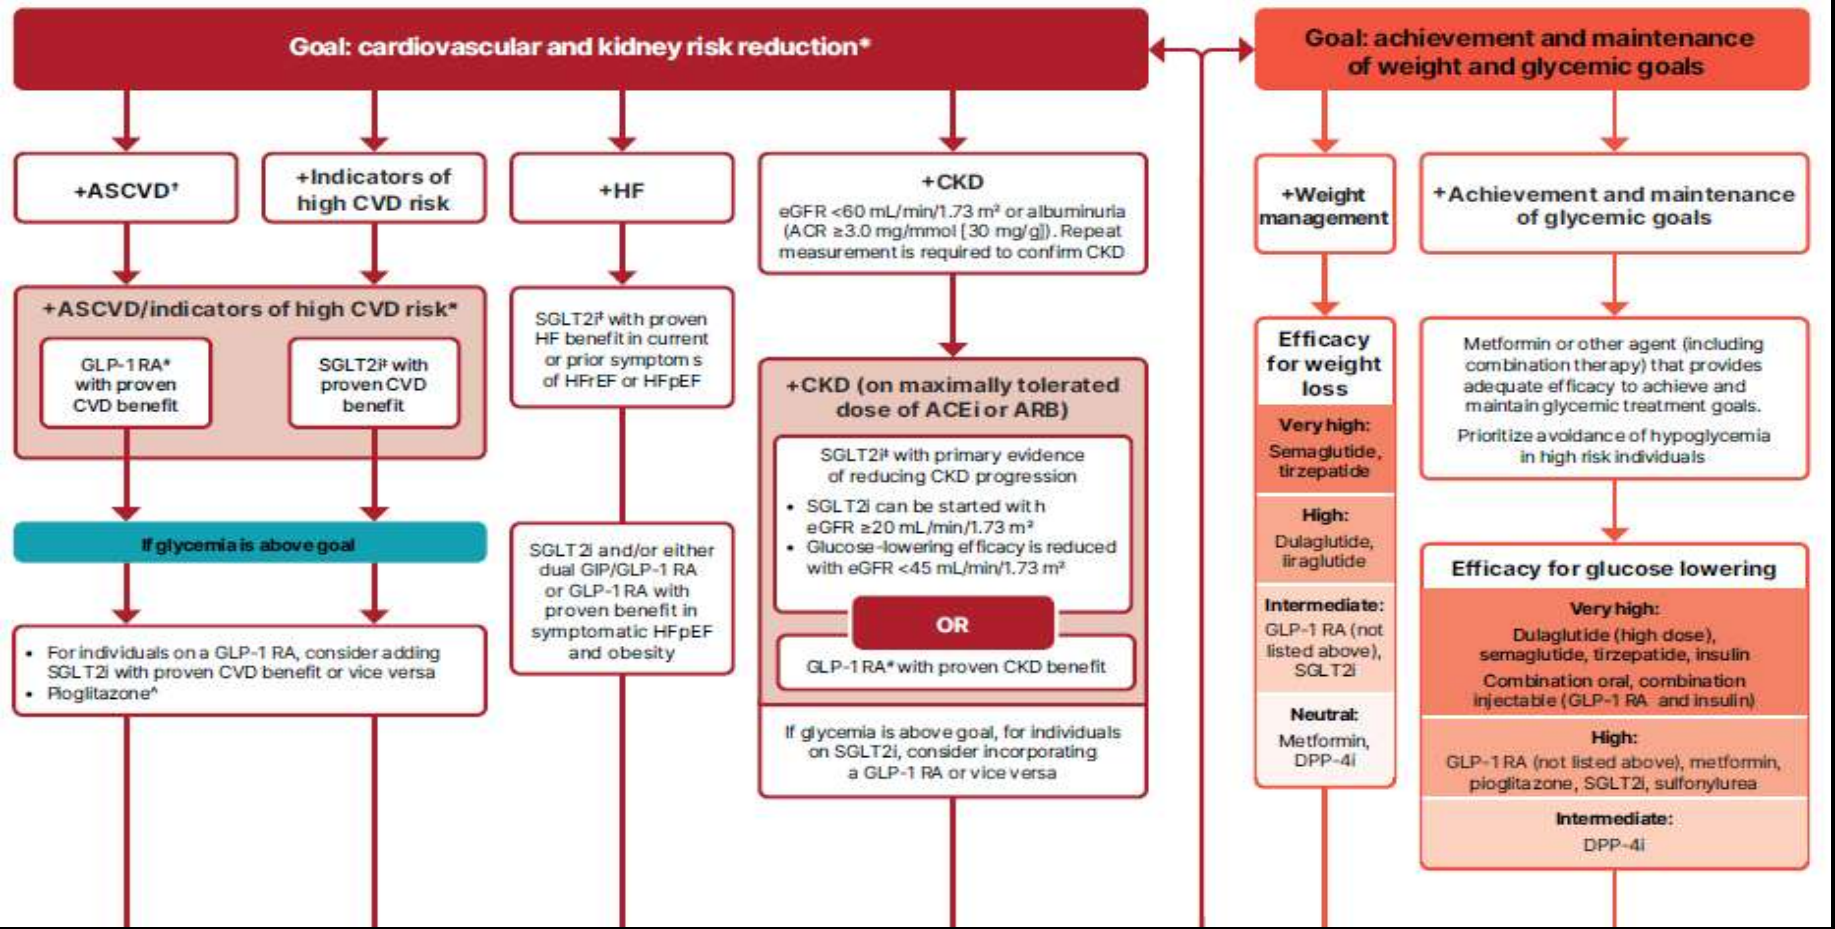 Goal: cardiovascular and kidney risk reduction*
+ASCVD†
+Indicators of
high CVD risk
+ASCVD/indicators of high CVD risk*
GLP-1 RA*
with proven
CVD benefit
SGLT2i‡ with
proven CVD
benefit
If glycemia is above goal
• For individuals on a GLP-1 RA, consider adding
SGLT2i with proven CVD benefit or vice versa
• Pioglitazone^
+HF
SGLT2i‡ with proven
HF benefit in current
or prior symptoms
of HFrEF or HFpEF
SGLT2i and/or either
dual GIP/GLP-1 RA
or GLP-1 RA with
proven benefit in
symptomatic HFpEF
and obesity
+CKD
eGFR <60 mL/min/1.73 m² or albuminuria
(ACR ≥3.0 mg/mmol [30 mg/g]). Repeat
measurement is required to confirm CKD
+CKD (on maximally tolerated
dose of ACEi or ARB)
SGLT2i‡ with primary evidence
of reducing CKD progression
• SGLT2i can be started with
eGFR ≥20 mL/min/1.73 m²
• Glucose-lowering efficacy is reduced
with eGFR <45 mL/min/1.73 m²
OR
GLP-1 RA* with proven CKD benefit
If glycemia is above goal, for individuals
on SGLT2i, consider incorporating
a GLP-1 RA or vice versa
Goal: achievement and maintenance
of weight and glycemic goals
+Weight
management
Efficacy
for weight
loss
Very high:
Semaglutide,
tirzepatide
High:
Dulaglutide,
liraglutide
Intermediate:
GLP-1 RA (not
listed above),
SGLT2i
Neutral:
Metformin,
DPP-4i
+Achievement and maintenance
of glycemic goals
Metformin or other agent (including
combination therapy) that provides
adequate efficacy to achieve and
maintain glycemic treatment goals.
Prioritize avoidance of hypoglycemia
in high risk individuals
Efficacy for glucose lowering
Very high:
Dulaglutide (high dose),
semaglutide, tirzepatide, insulin
Combination oral, combination
injectable (GLP-1 RA and insulin)
High:
GLP-1 RA (not listed above), metformin,
pioglitazone, SGLT2i, sulfonylurea
Intermediate:
DPP-4i